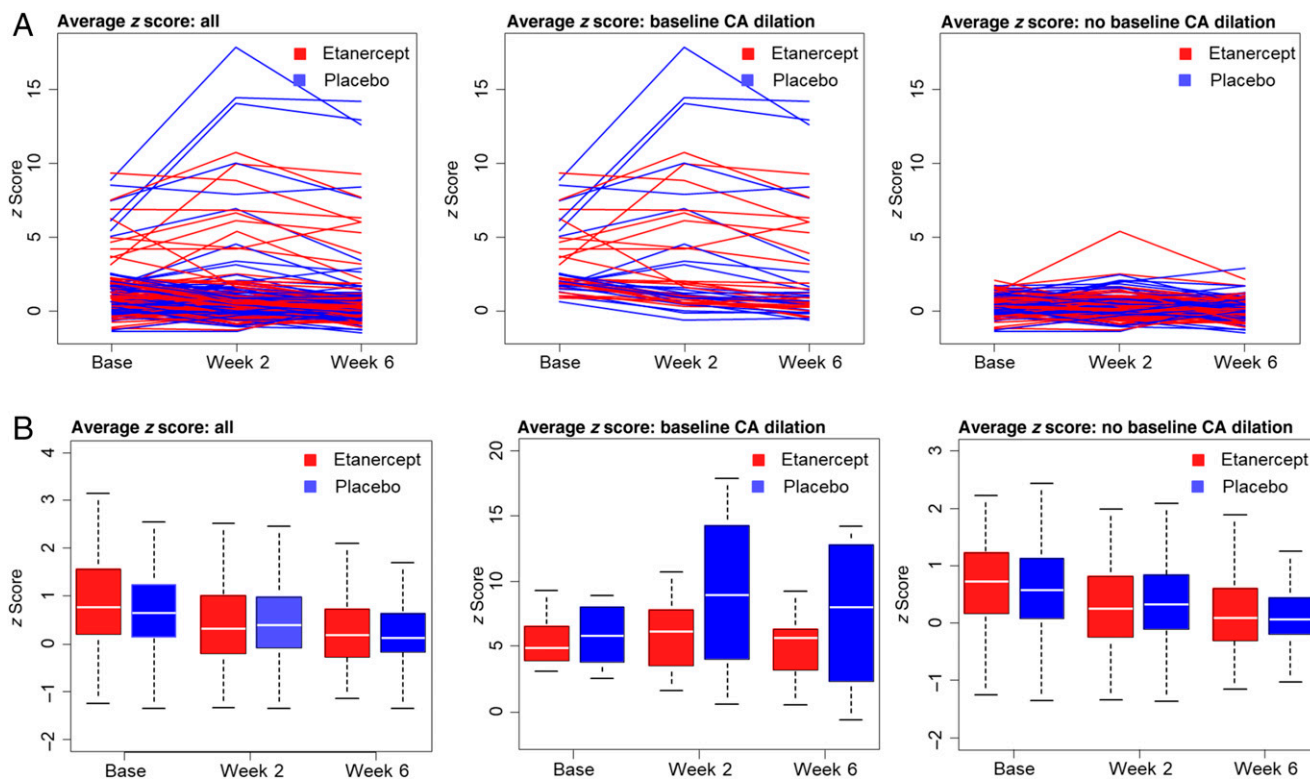 A
Average z score: all
Etanercept
Placebo
z Score
15
10
5
0
Base
Week 2
Week 6
Average z score: baseline CA dilation
Etanercept
Placebo
z Score
15
10
5
0
Base
Week 2
Week 6
Average z score: no baseline CA dilation
Etanercept
Placebo
z Score
15
10
5
0
Base
Week 2
Week 6
B
Average z score: all
Etanercept
Placebo
z Score
4
3
2
1
0
−1
−2
Base
Week 2
Week 6
Average z score: baseline CA dilation
Etanercept
Placebo
z Score
20
15
10
5
0
Base
Week 2
Week 6
Average z score: no baseline CA dilation
Etanercept
Placebo
z Score
3
2
1
0
−1
−2
Base
Week 2
Week 6